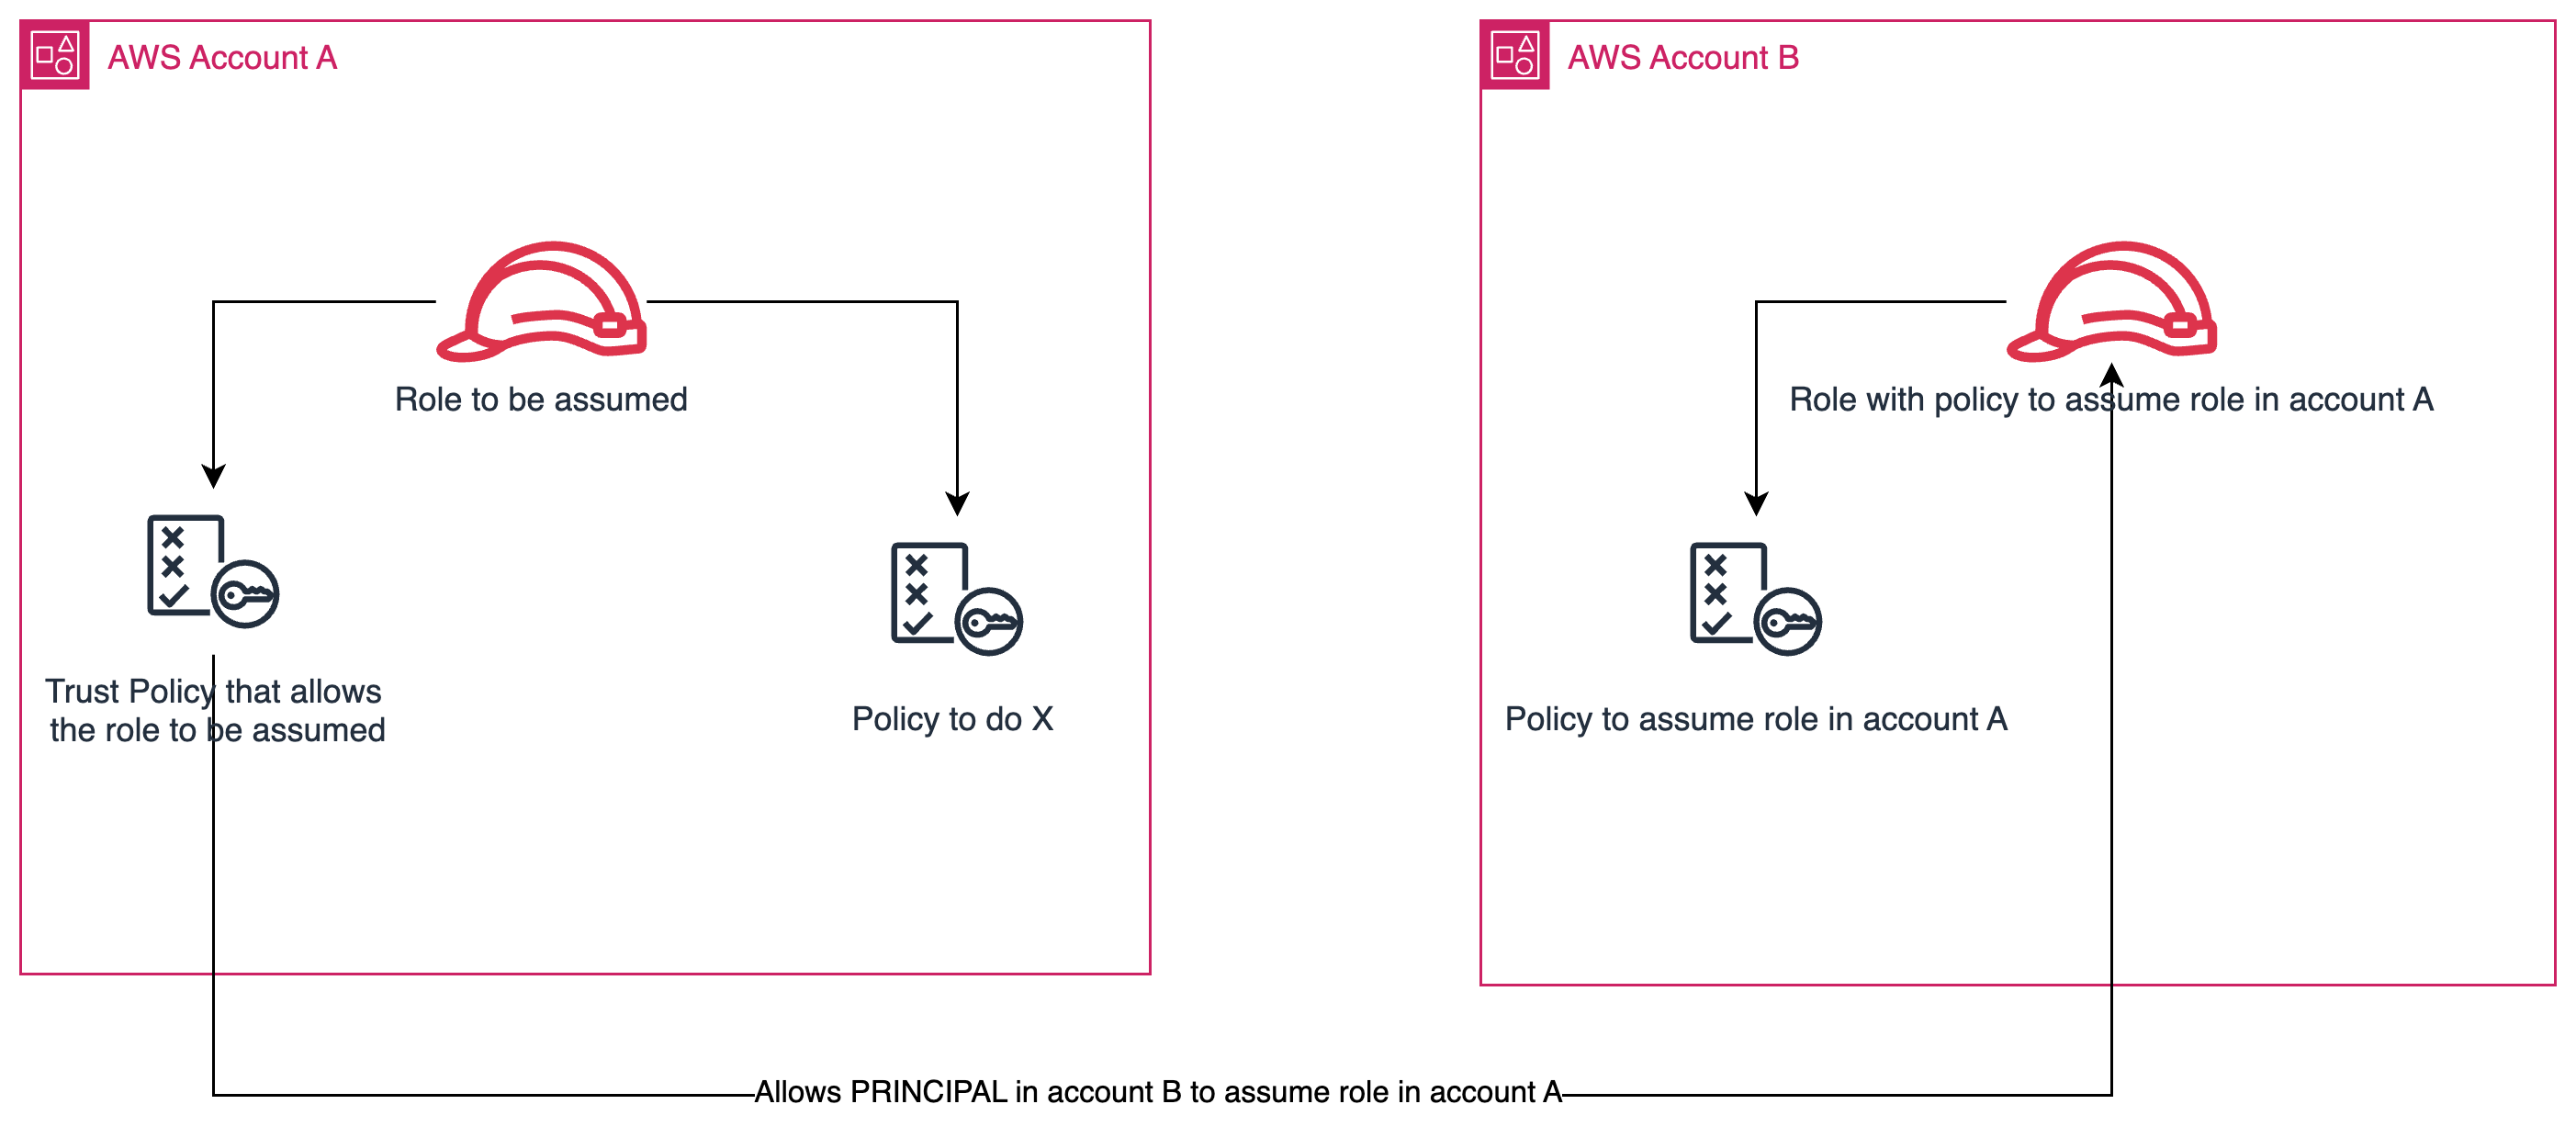 AWS Account A
AWS Account B
Role to be assumed
Role with policy to assume role in account A
Trust Policy that allows
the role to be assumed
Policy to do X
Policy to assume role in account A
Allows PRINCIPAL in account B to assume role in account A